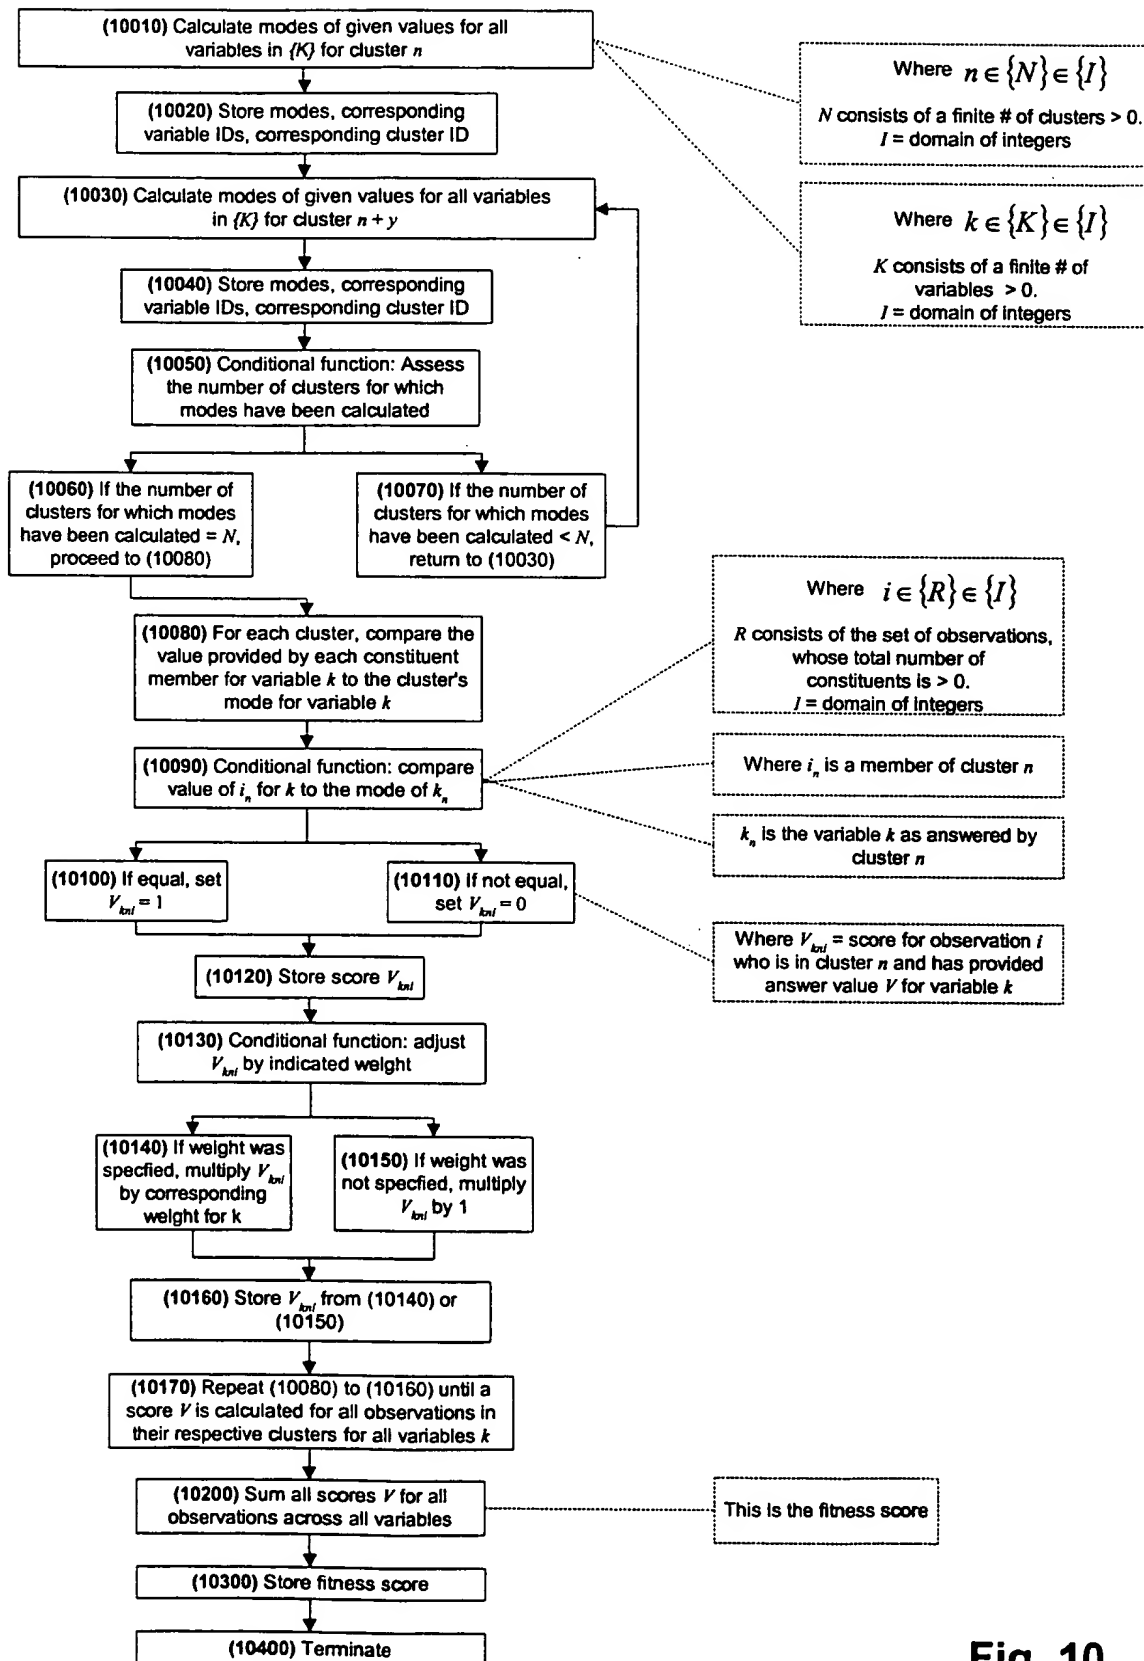 (10010) Calculate modes of given values for all
variables in {K} for cluster n
Where n ∈ {N} ∈ {I}
N consists of a finite # of clusters > 0.
I = domain of integers
(10020) Store modes, corresponding
variable IDs, corresponding cluster ID
(10030) Calculate modes of given values for all variables
in {K} for cluster n + y
Where k ∈ {K} ∈ {I}
K consists of a finite # of
variables > 0.
I = domain of integers
(10040) Store modes, corresponding
variable IDs, corresponding cluster ID
(10050) Conditional function: Assess
the number of clusters for which
modes have been calculated
(10060) If the number of
clusters for which modes
have been calculated = N,
proceed to (10080)
(10070) If the number of
clusters for which modes
have been calculated < N,
return to (10030)
Where i ∈ {R} ∈ {I}
R consists of the set of observations,
whose total number of
constituents is > 0.
I = domain of integers
(10080) For each cluster, compare the
value provided by each constituent
member for variable k to the cluster's
mode for variable k
(10090) Conditional function: compare
value of i_n for k to the mode of k_n
Where i_n is a member of cluster n
k_n is the variable k as answered by
cluster n
(10100) If equal, set
V_kni = 1
(10110) If not equal,
set V_kni = 0
Where V_kni = score for observation i
who is in cluster n and has provided
answer value V for variable k
(10120) Store score V_kni
(10130) Conditional function: adjust
V_kni by indicated weight
(10140) If weight was
specfied, multiply V_kni
by corresponding
weight for k
(10150) If weight was
not specfied, multiply
V_kni by 1
(10160) Store V_kni from (10140) or
(10150)
(10170) Repeat (10080) to (10160) until a
score V is calculated for all observations in
their respective clusters for all variables k
(10200) Sum all scores V for all
observations across all variables
This is the fitness score
(10300) Store fitness score
(10400) Terminate
Fig. 10